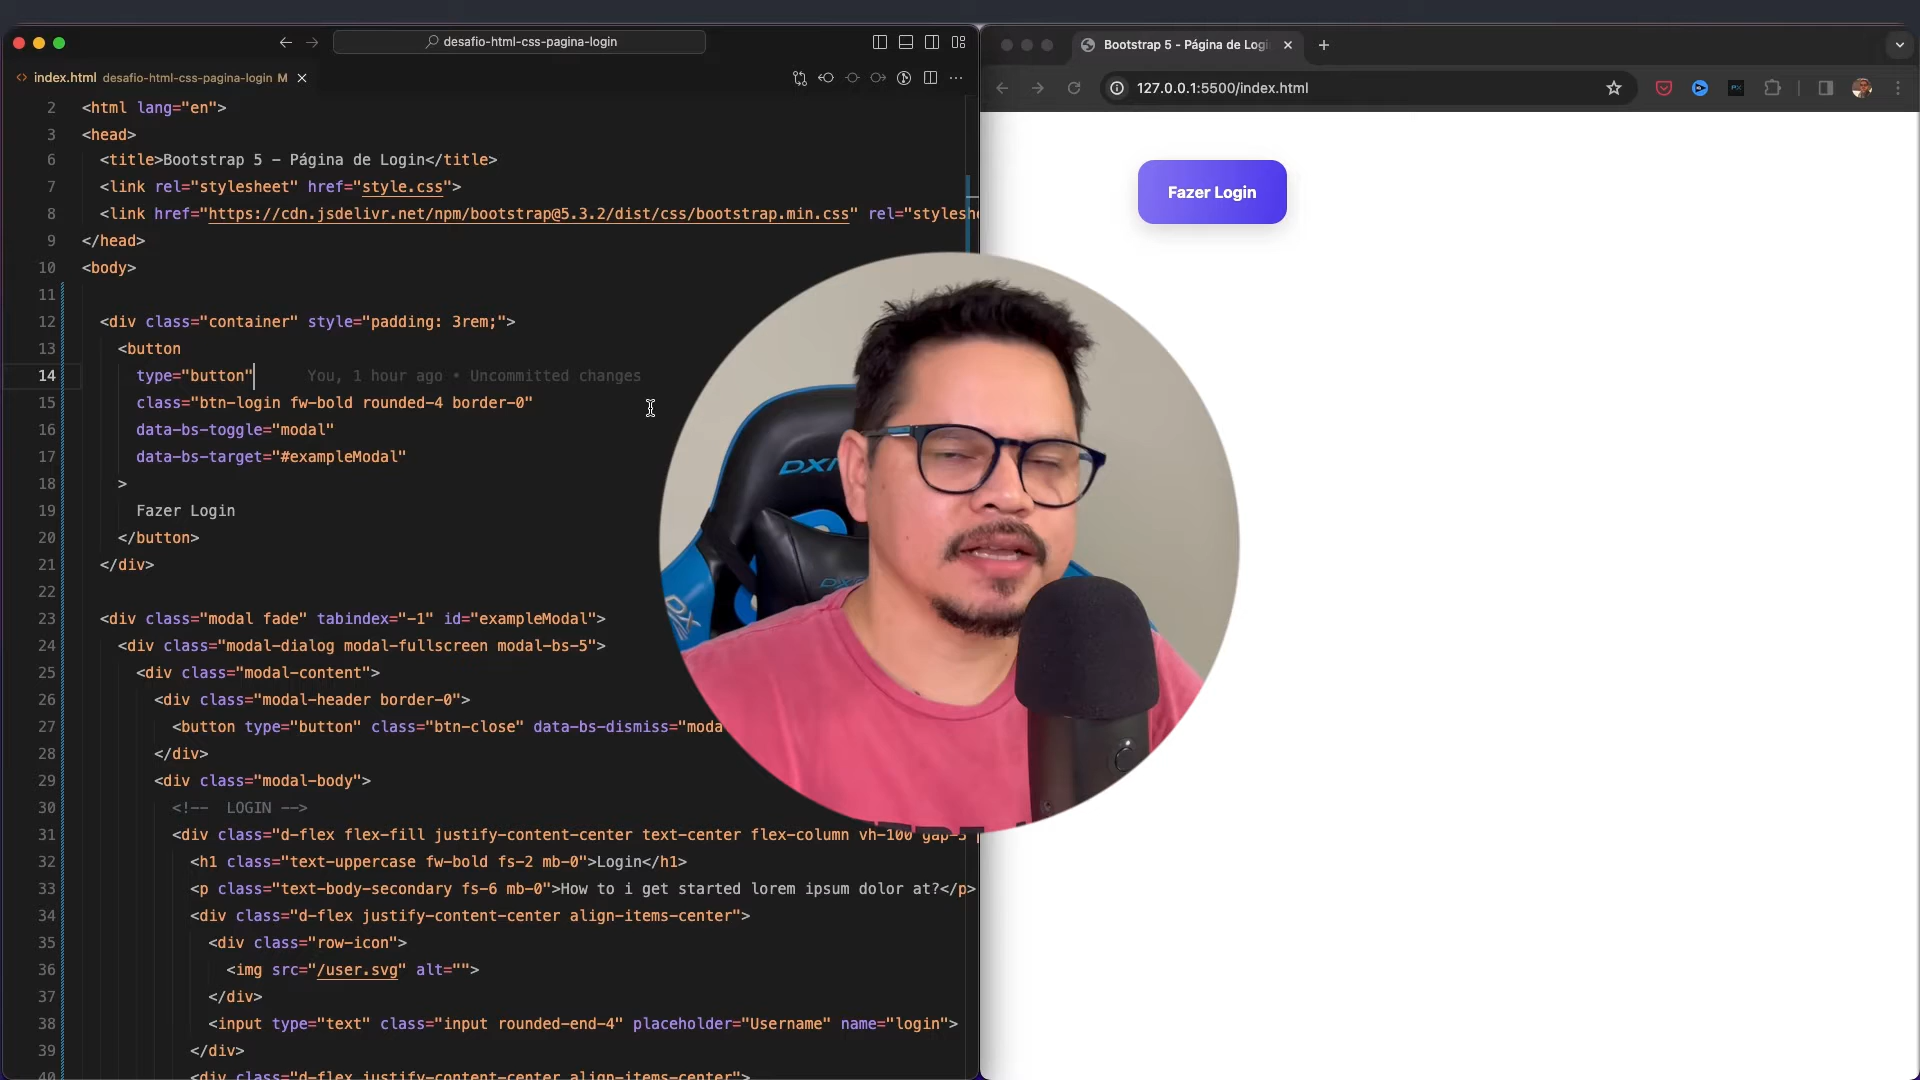 desafio-html-css-pagina-login
index.html desafio-html-css-pagina-login M
2 <html lang="en">
3 <head>
6 <title>Bootstrap 5 – Página de Login</title>
7 <link rel="stylesheet" href="style.css">
8 <link href="https://cdn.jsdelivr.net/npm/bootstrap@5.3.2/dist/css/bootstrap.min.css" rel="stylesh
9 </head>
10 <body>
11
12 <div class="container" style="padding: 3rem;">
13 <button
14 type="button" You, 1 hour ago • Uncommitted changes
15 class="btn-login fw-bold rounded-4 border-0"
16 data-bs-toggle="modal"
17 data-bs-target="#exampleModal"
18 >
19 Fazer Login
20 </button>
21 </div>
22
23 <div class="modal fade" tabindex="-1" id="exampleModal">
24 <div class="modal-dialog modal-fullscreen modal-bs-5">
25 <div class="modal-content">
26 <div class="modal-header border-0">
27 <button type="button" class="btn-close" data-bs-dismiss="moda
28 </div>
29 <div class="modal-body">
30 <!-- LOGIN -->
31 <div class="d-flex flex-fill justify-content-center text-center flex-column vh-100 gap-3 p
32 <h1 class="text-uppercase fw-bold fs-2 mb-0">Login</h1>
33 <p class="text-body-secondary fs-6 mb-0">How to i get started lorem ipsum dolor at?</p>
34 <div class="d-flex justify-content-center align-items-center">
35 <div class="row-icon">
36 <img src="/user.svg" alt="">
37 </div>
38 <input type="text" class="input rounded-end-4" placeholder="Username" name="login">
39 </div>
40 <div class="d-flex justify-content-center align-items-center">
Bootstrap 5 - Página de Logi
127.0.0.1:5500/index.html
Fazer Login
DXR
DX